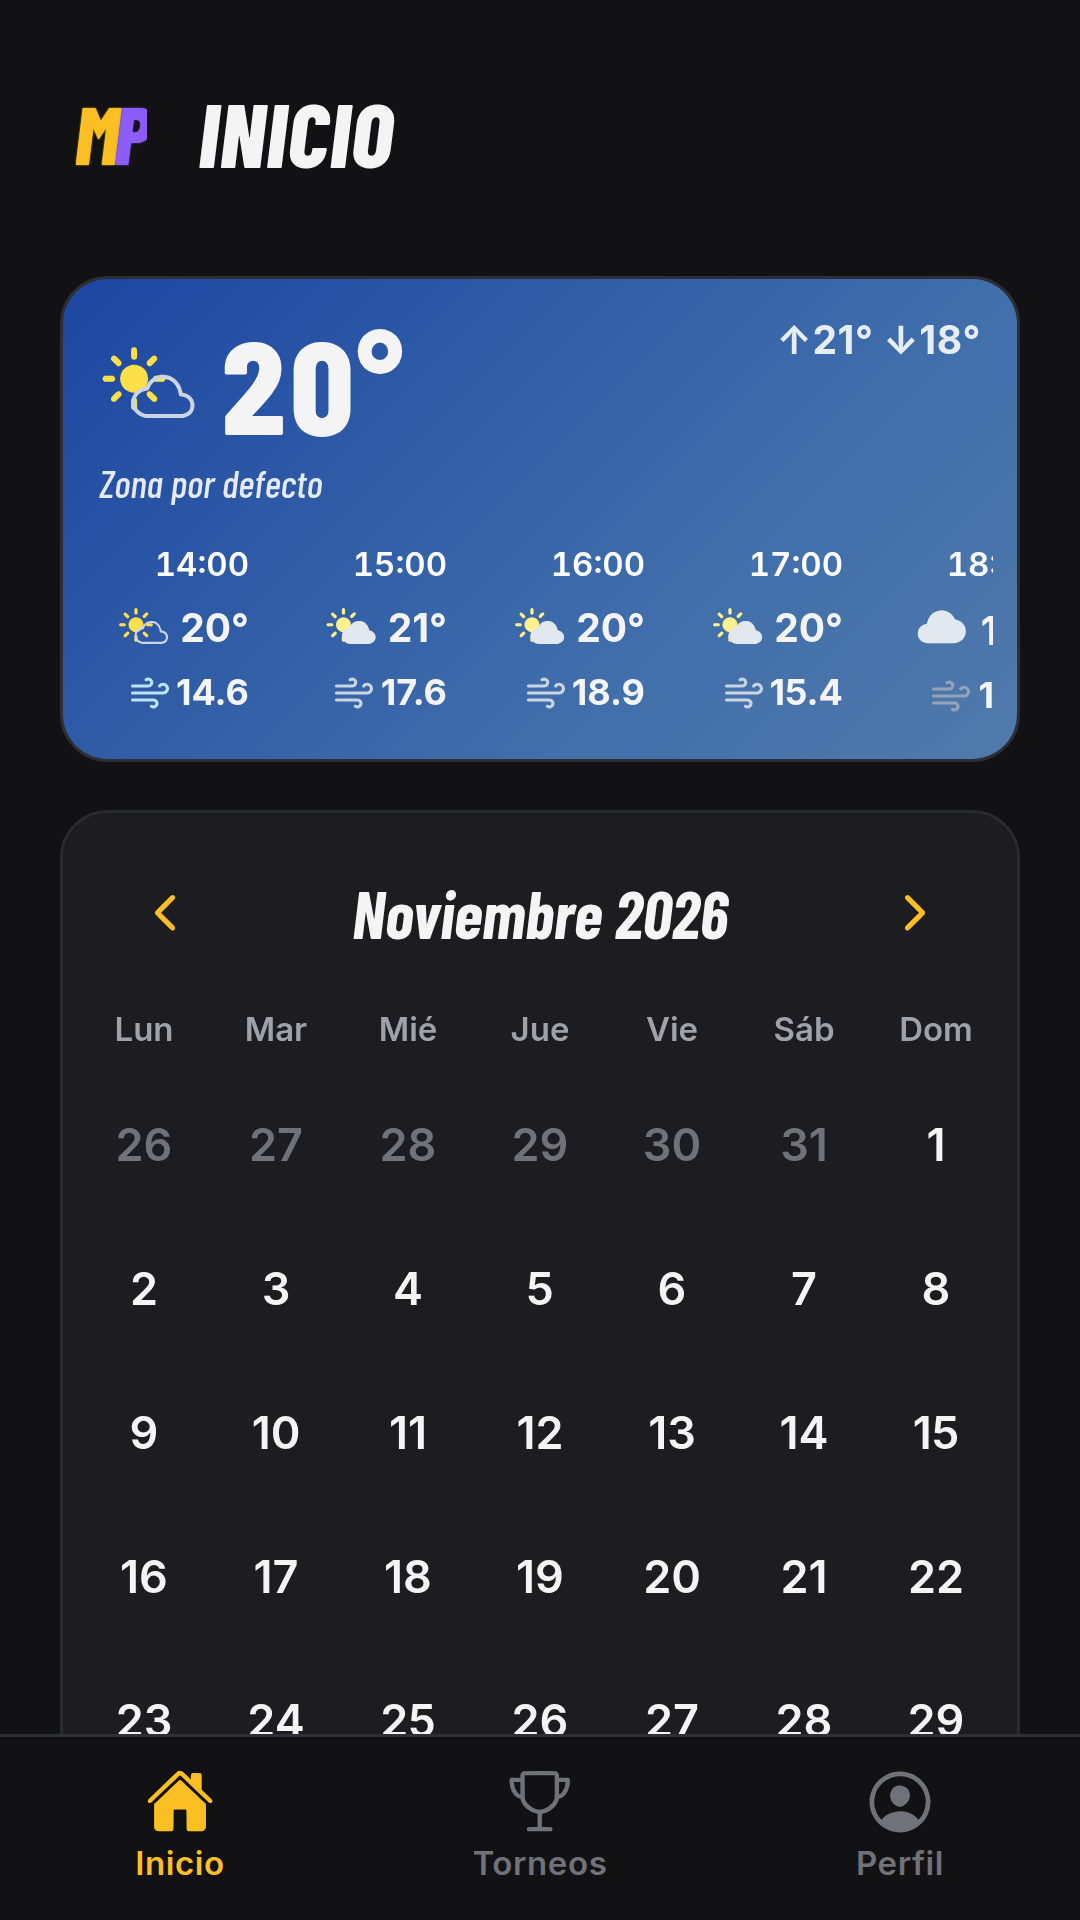 MP INICIO
20° ↑21° ↓18°
Zona por defecto
14:00 15:00 16:00 17:00 18:
20° 21° 20° 20° 1
14.6 17.6 18.9 15.4 1
Noviembre 2026
Lun Mar Mié Jue Vie Sáb Dom
26 27 28 29 30 31 1
2 3 4 5 6 7 8
9 10 11 12 13 14 15
16 17 18 19 20 21 22
23 24 25 26 27 28 29
Inicio Torneos Perfil